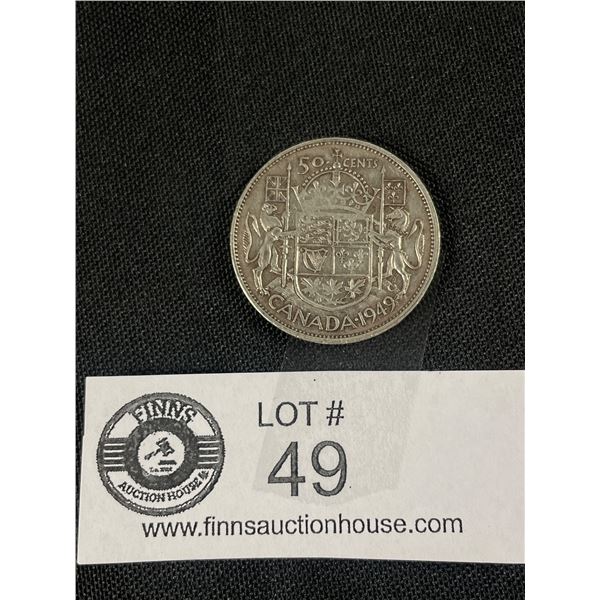 50 CENTS
CANADA·1949
FINNS
AUCTION HOUSE
LOT #
49
www.finnsauctionhouse.com